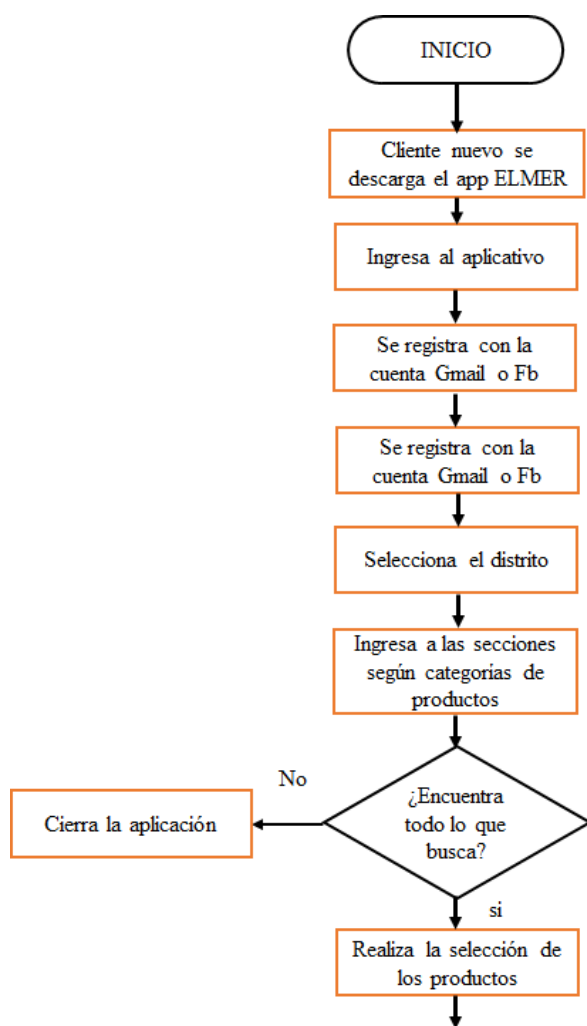 INICIO
Cliente nuevo se
descarga el app ELMER
Ingresa al aplicativo
Se registra con la
cuenta Gmail o Fb
Se registra con la
cuenta Gmail o Fb
Selecciona el distrito
Ingresa a las secciones
según categorías de
productos
No
¿Encuentra
todo lo que
busca?
Cierra la aplicación
si
Realiza la selección de
los productos